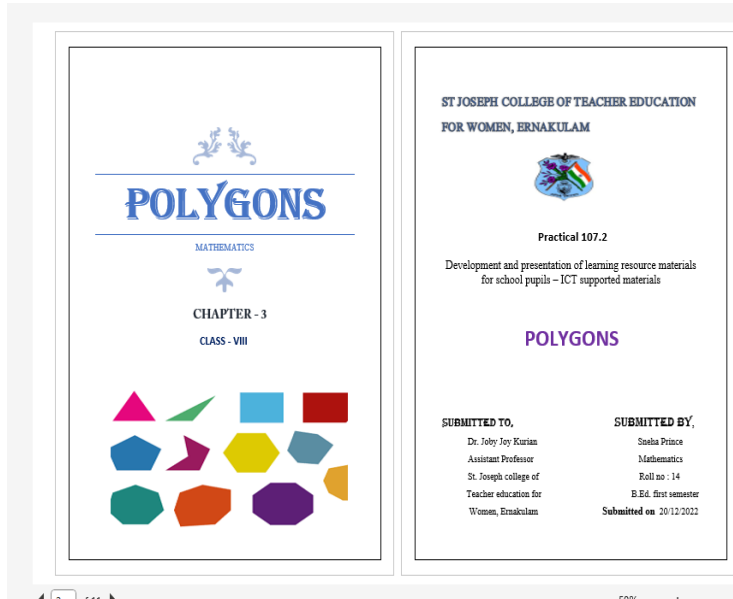 POLYGONS
MATHEMATICS
CHAPTER - 3
CLASS - VIII
ST JOSEPH COLLEGE OF TEACHER EDUCATION
FOR WOMEN, ERNAKULAM
Practical 107.2
Development and presentation of learning resource materials
for school pupils – ICT supported materials
POLYGONS
SUBMITTED TO,
Dr. Joby Joy Kurian
Assistant Professor
St. Joseph college of
Teacher education for
Women, Ernakulam
SUBMITTED BY,
Sneha Prince
Mathematics
Roll no : 14
B.Ed. first semester
Submitted on 20/12/2022